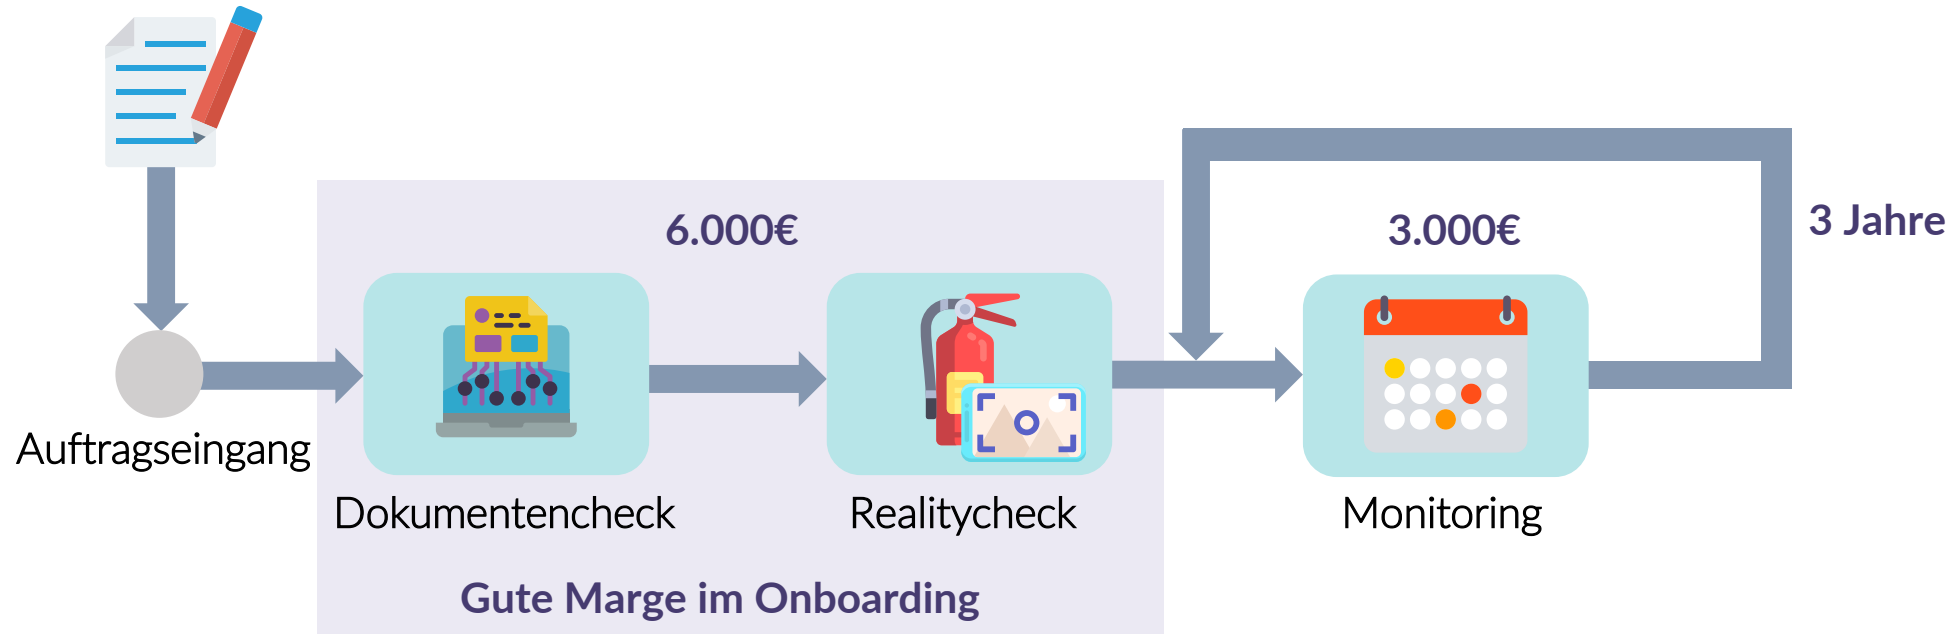 6.000€
3.000€
3 Jahre
Auftragseingang
Dokumentencheck
Realitycheck
Monitoring
Gute Marge im Onboarding